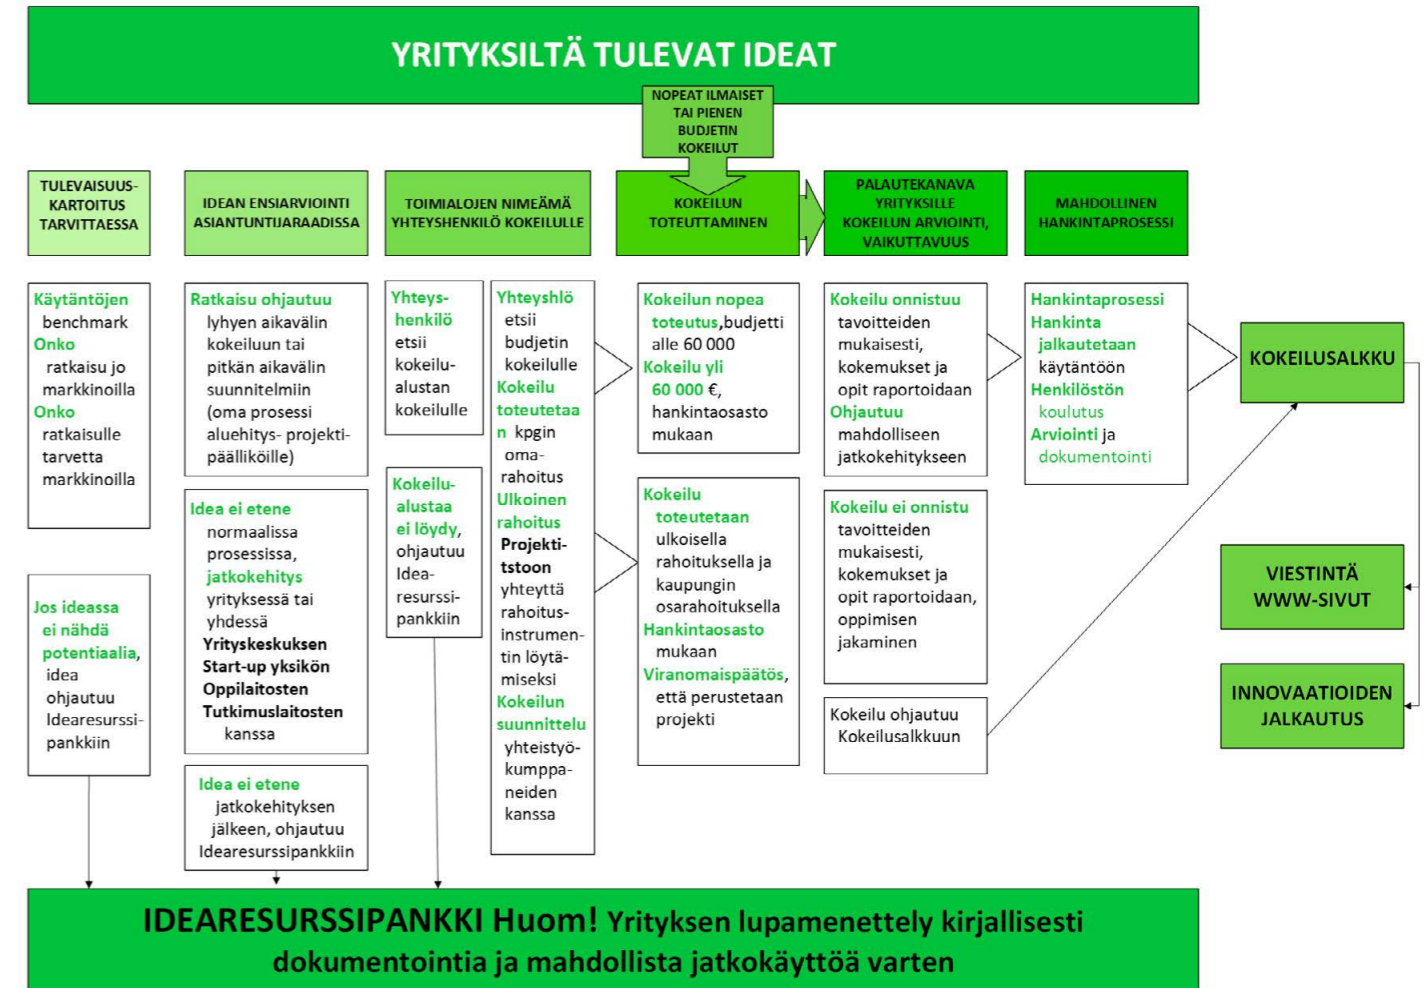 YRITYKSILTÄ TULEVAT IDEAT
NOPEAT ILMAISET
TAI PIENEN
BUDJETIN
KOKEILUT
TULEVAISUUS-
KARTOITUS
TARVITTAESSA
IDEAN ENSIARVIOINTI
ASIANTUNTIJARAADISSA
TOIMIALOJEN NIMEÄMÄ
YHTEYSHENKILÖ KOKEILULLE
KOKEILUN
TOTEUTTAMINEN
PALAUTEKANAVA
YRITYKSILLE
KOKEILUN ARVIOINTI,
VAIKUTTAVUUS
MAHDOLLINEN
HANKINTAPROSESSI
Käytäntöjen
benchmark
Onko
ratkaisu jo
markkinoilla
Onko
ratkaisulle
tarvetta
markkinoilla
Jos ideassa
ei nähdä
potentiaalia,
idea
ohjautuu
Idearesurssi-
pankkiin
Ratkaisu ohjautuu
lyhyen aikavälin
kokeiluun tai
pitkän aikavälin
suunnitelmiin
(oma prosessi
aluehitys- projekti-
päälliköille)
Idea ei etene
normaalissa
prosessissa,
jatkokehitys
yrityksessä tai
yhdessä
Yrityskeskuksen
Start-up yksikön
Oppilaitosten
Tutkimuslaitosten
kanssa
Idea ei etene
jatkokehityksen
jälkeen, ohjautuu
Idearesurssipankkiin
Yhteys-
henkilö
etsii
kokeilu-
alustan
kokeilulle
Kokeilu-
alustaa
ei löydy,
ohjautuu
Idea-
resurssi-
pankkiin
Yhteyshlö
etsii
budjetin
kokeilulle
Kokeilu
toteutetaa
n kpgin
oma-
rahoitus
Ulkoinen
rahoitus
Projekti-
tstoon
yhteyttä
rahoitus-
instrumen-
tin löytä-
miseksi
Kokeilun
suunnittelu
yhteistyö-
kumppa-
neiden
kanssa
Kokeilun nopea
toteutus,budjetti
alle 60 000
Kokeilu yli
60 000 €,
hankintaosasto
mukaan
Kokeilu
toteutetaan
ulkoisella
rahoituksella ja
kaupungin
osarahoituksella
Hankintaosasto
mukaan
Viranomaispäätös,
että perustetaan
projekti
Kokeilu onnistuu
tavoitteiden
mukaisesti,
kokemukset ja
opit raportoidaan
Ohjautuu
mahdolliseen
jatkokehitykseen
Kokeilu ei onnistu
tavoitteiden
mukaisesti,
kokemukset ja
opit raportoidaan,
oppimisen
jakaminen
Kokeilu ohjautuu
Kokeilusalkkuun
Hankintaprosessi
Hankinta
jalkautetaan
käytäntöön
Henkilöstön
koulutus
Arviointi ja
dokumentointi
KOKEILUSALKKU
VIESTINTÄ
WWW-SIVUT
INNOVAATIOIDEN
JALKAUTUS
IDEARESURSSIPANKKI Huom! Yrityksen lupamenettely kirjallisesti
dokumentointia ja mahdollista jatkokäyttöä varten